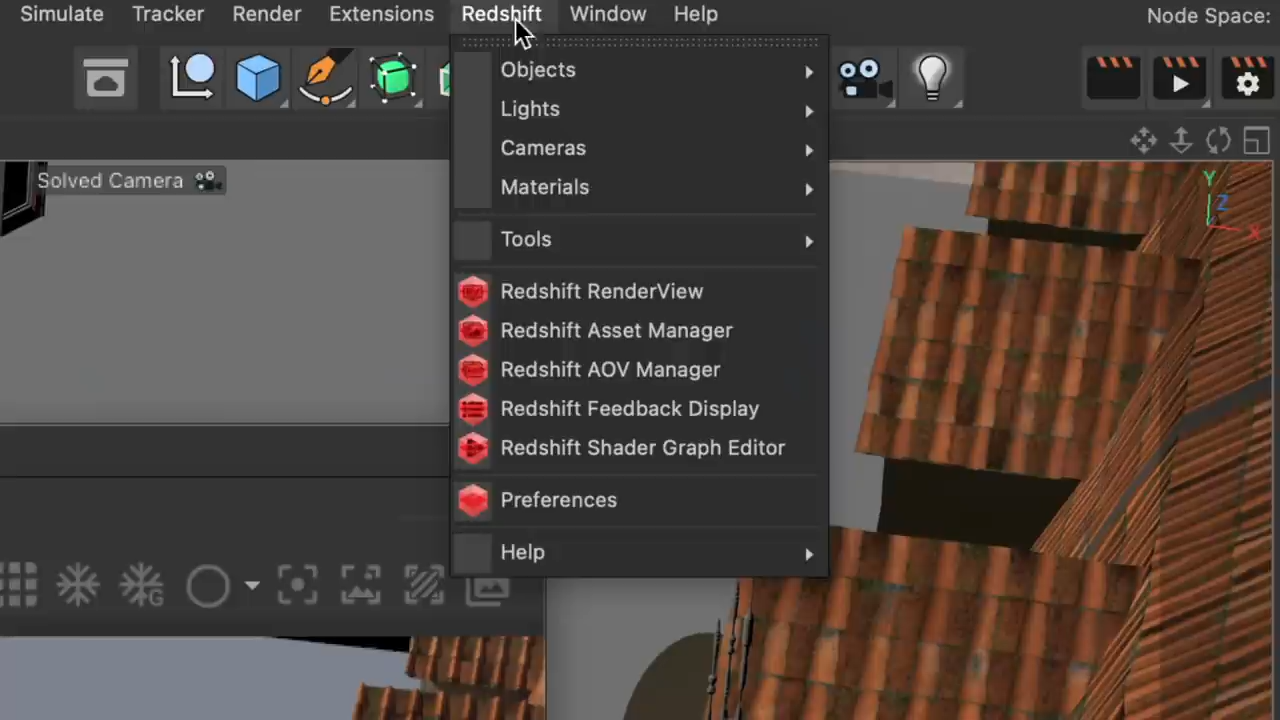 Simulate Tracker Render Extensions Redshift Window Help Node Space:
Objects
Lights
Cameras
Materials
Solved Camera
Tools
Redshift RenderView
Redshift Asset Manager
Redshift AOV Manager
Redshift Feedback Display
Redshift Shader Graph Editor
Preferences
Help
Y
Z
X
G